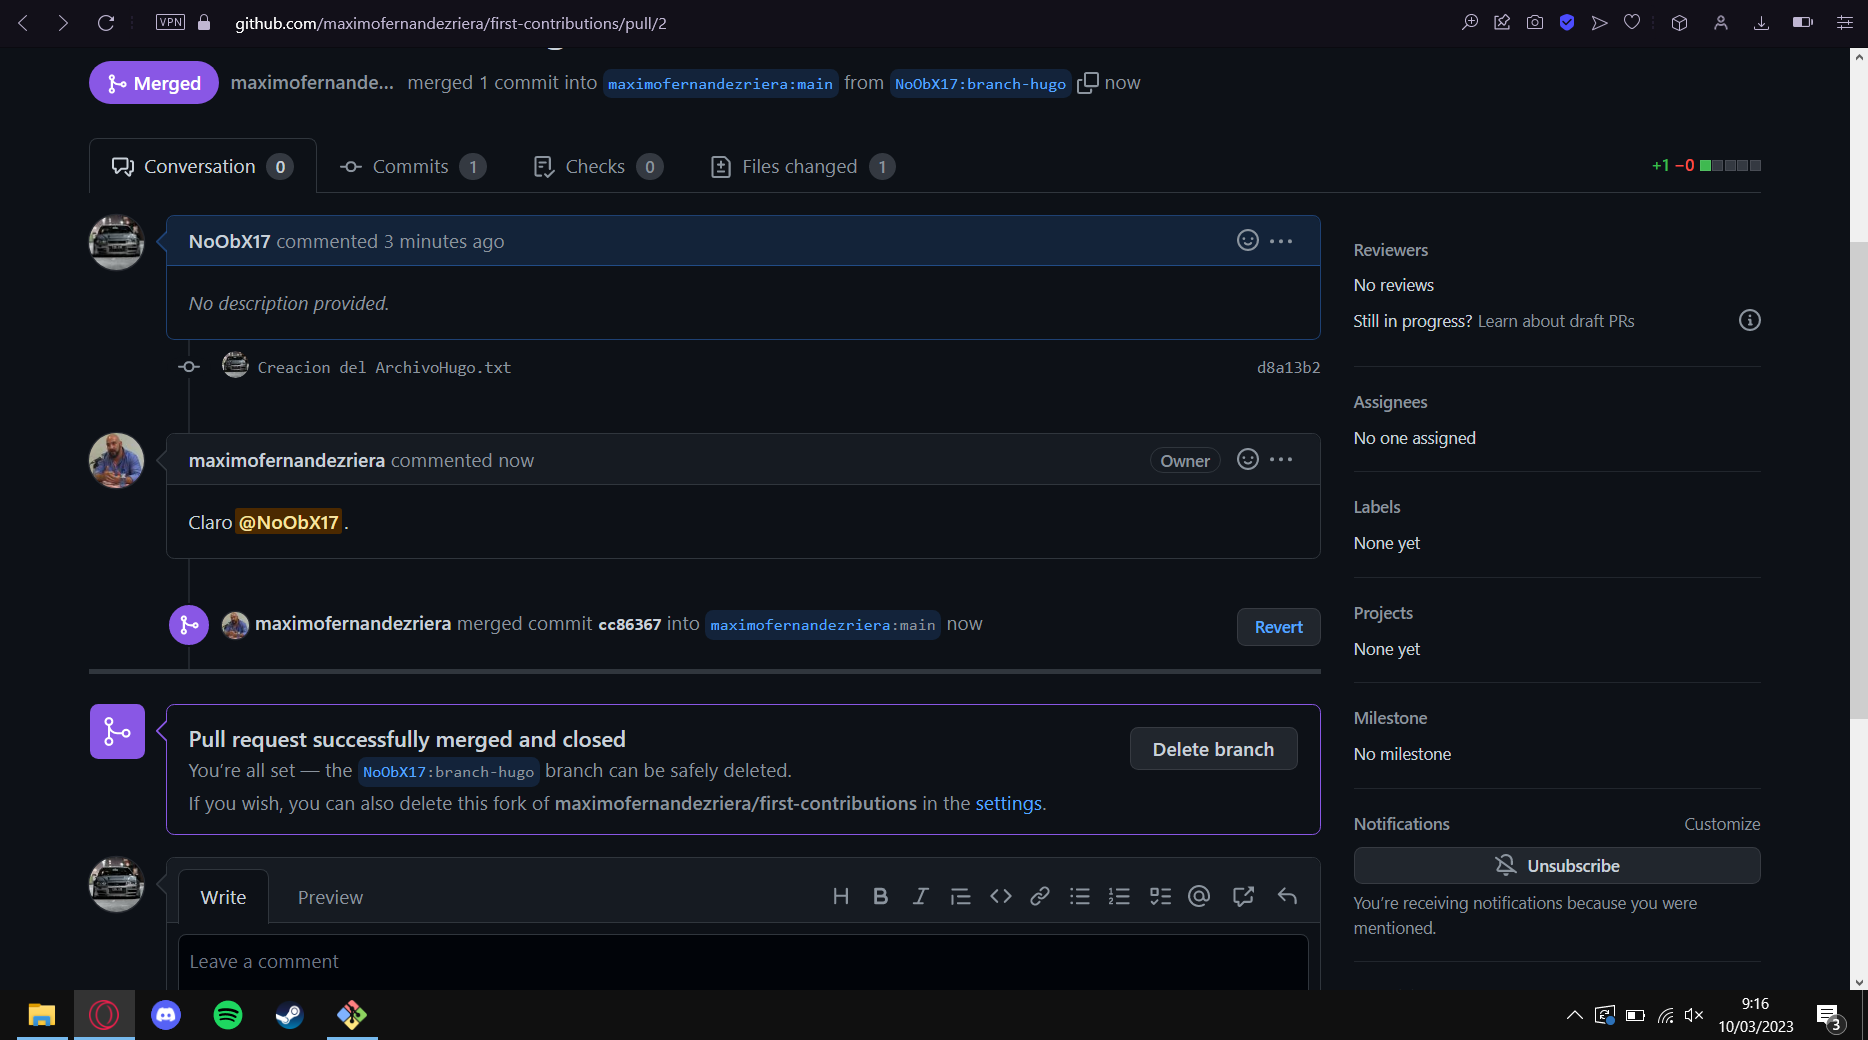 VPN github.com/maximofernandezriera/first-contributions/pull/2
Merged maximofernande... merged 1 commit into maximofernandezriera:main from NoObX17:branch-hugo now
Conversation 0 Commits 1 Checks 0 Files changed 1 +1 −0
NoObX17 commented 3 minutes ago
No description provided.
Creacion del ArchivoHugo.txt d8a13b2
maximofernandezriera commented now Owner
Claro @NoObX17 .
maximofernandezriera merged commit cc86367 into maximofernandezriera:main now Revert
Pull request successfully merged and closed
You're all set — the NoObX17:branch-hugo branch can be safely deleted.
If you wish, you can also delete this fork of maximofernandezriera/first-contributions in the settings.
Delete branch
Write Preview
Leave a comment
Reviewers
No reviews
Still in progress? Learn about draft PRs
Assignees
No one assigned
Labels
None yet
Projects
None yet
Milestone
No milestone
Notifications Customize
Unsubscribe
You're receiving notifications because you were
mentioned.
9:16
10/03/2023
3